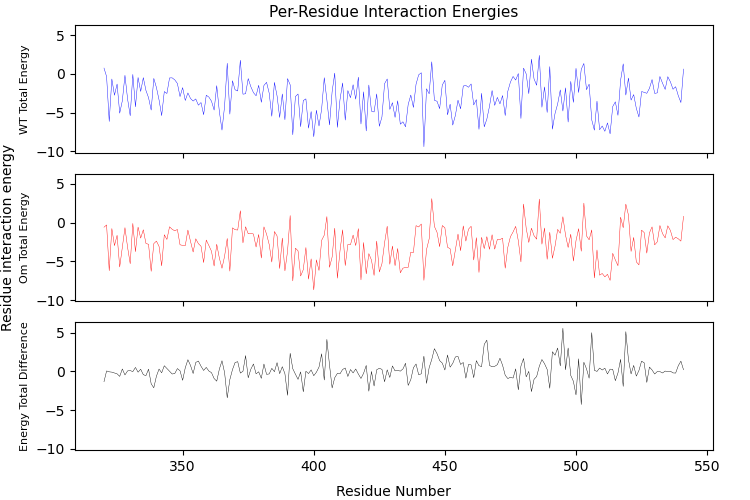 Per-Residue Interaction Energies
Residue interaction energy
WT Total Energy
5
0
−5
−10
Om Total Energy
5
0
−5
−10
Energy Total Difference
5
0
−5
−10
350 400 450 500 550
Residue Number